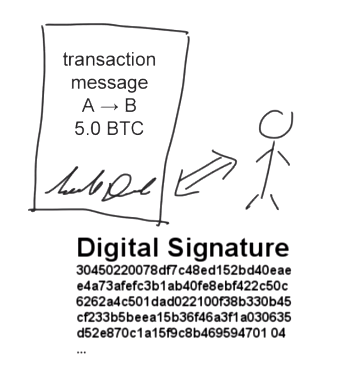 transaction
message
A → B
5.0 BTC
Digital Signature
30450220078df7c48ed152bd40eae
e4a73afefc3b1ab40fe8ebf422c50c
6262a4c501dad022100f38b330b45
cf233b5beea15b36f46a3f1a030635
d52e870c1a15f9c8b469594701 04
...